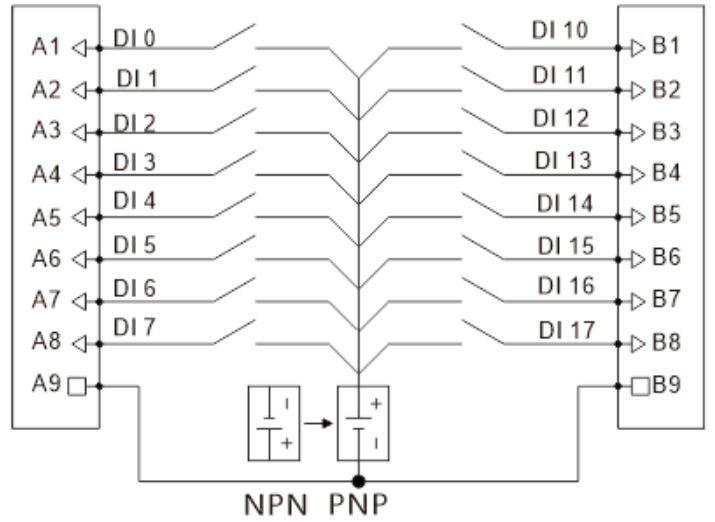 A1 DI 0 DI 10 B1
A2 DI 1 DI 11 B2
A3 DI 2 DI 12 B3
A4 DI 3 DI 13 B4
A5 DI 4 DI 14 B5
A6 DI 5 DI 15 B6
A7 DI 6 DI 16 B7
A8 DI 7 DI 17 B8
A9 B9
- +
+ -
NPN PNP